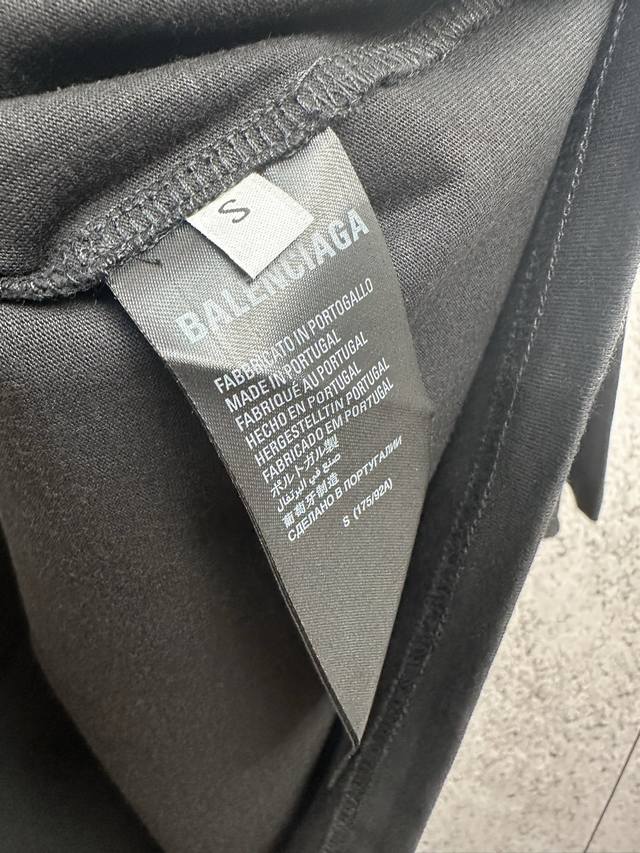 S
BALENCIAGA
FABBRICATO IN PORTOGALLO
MADE IN PORTUGAL
FABRIQUE AU PORTUGAL
HECHO EN PORTUGAL
HERGESTELLT IN PORTUGAL
FABRICADO EM PORTUGAL
ポルトガル製
صنع في البرتغال
葡萄牙制造
СДЕЛАНО В ПОРТУГАЛИИ
S (175/92A)